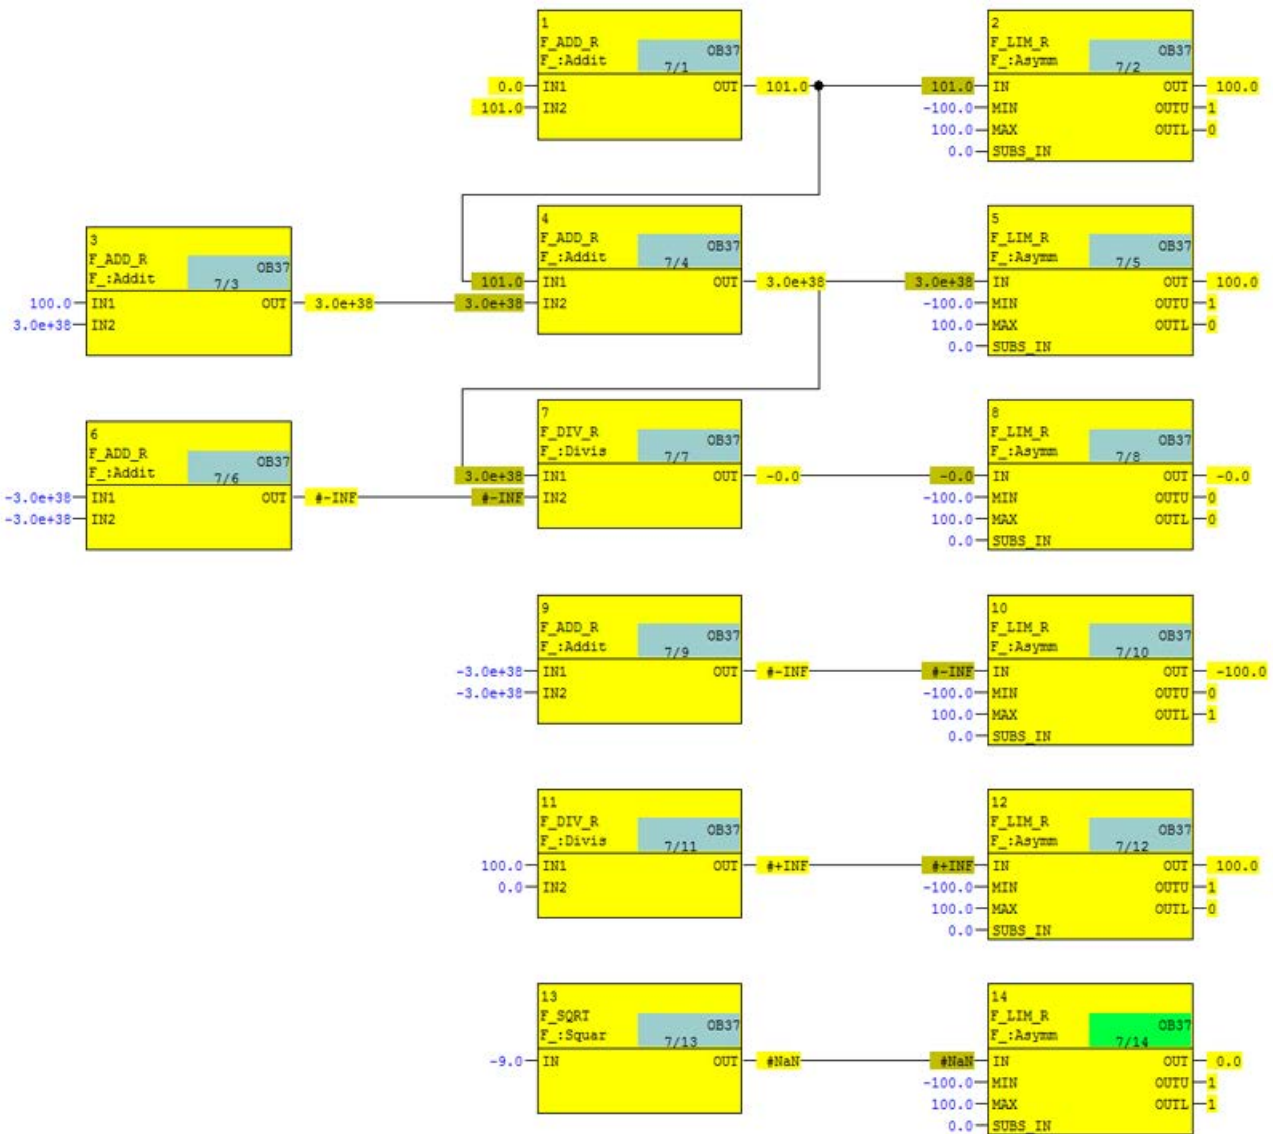 1
F_ADD_R
F_:Addit
OB37
7/1
0.0 IN1 OUT 101.0
101.0 IN2
2
F_LIM_R
F_:Asymm
OB37
7/2
101.0 IN OUT 100.0
-100.0 MIN OUTU 1
100.0 MAX OUTL 0
0.0 SUBS_IN
3
F_ADD_R
F_:Addit
OB37
7/3
100.0 IN1 OUT 3.0e+38
3.0e+38 IN2
4
F_ADD_R
F_:Addit
OB37
7/4
101.0 IN1 OUT 3.0e+38
3.0e+38 IN2
5
F_LIM_R
F_:Asymm
OB37
7/5
3.0e+38 IN OUT 100.0
-100.0 MIN OUTU 1
100.0 MAX OUTL 0
0.0 SUBS_IN
6
F_ADD_R
F_:Addit
OB37
7/6
-3.0e+38 IN1 OUT #-INF
-3.0e+38 IN2
7
F_DIV_R
F_:Divis
OB37
7/7
3.0e+38 IN1 OUT -0.0
#-INF IN2
8
F_LIM_R
F_:Asymm
OB37
7/8
-0.0 IN OUT -0.0
-100.0 MIN OUTU 0
100.0 MAX OUTL 0
0.0 SUBS_IN
9
F_ADD_R
F_:Addit
OB37
7/9
-3.0e+38 IN1 OUT #-INF
-3.0e+38 IN2
10
F_LIM_R
F_:Asymm
OB37
7/10
#-INF IN OUT -100.0
-100.0 MIN OUTU 0
100.0 MAX OUTL 1
0.0 SUBS_IN
11
F_DIV_R
F_:Divis
OB37
7/11
100.0 IN1 OUT #+INF
0.0 IN2
12
F_LIM_R
F_:Asymm
OB37
7/12
#+INF IN OUT 100.0
-100.0 MIN OUTU 1
100.0 MAX OUTL 0
0.0 SUBS_IN
13
F_SQRT
F_:Squar
OB37
7/13
-9.0 IN OUT #NaN
14
F_LIM_R
F_:Asymm
OB37
7/14
#NaN IN OUT 0.0
-100.0 MIN OUTU 1
100.0 MAX OUTL 1
0.0 SUBS_IN